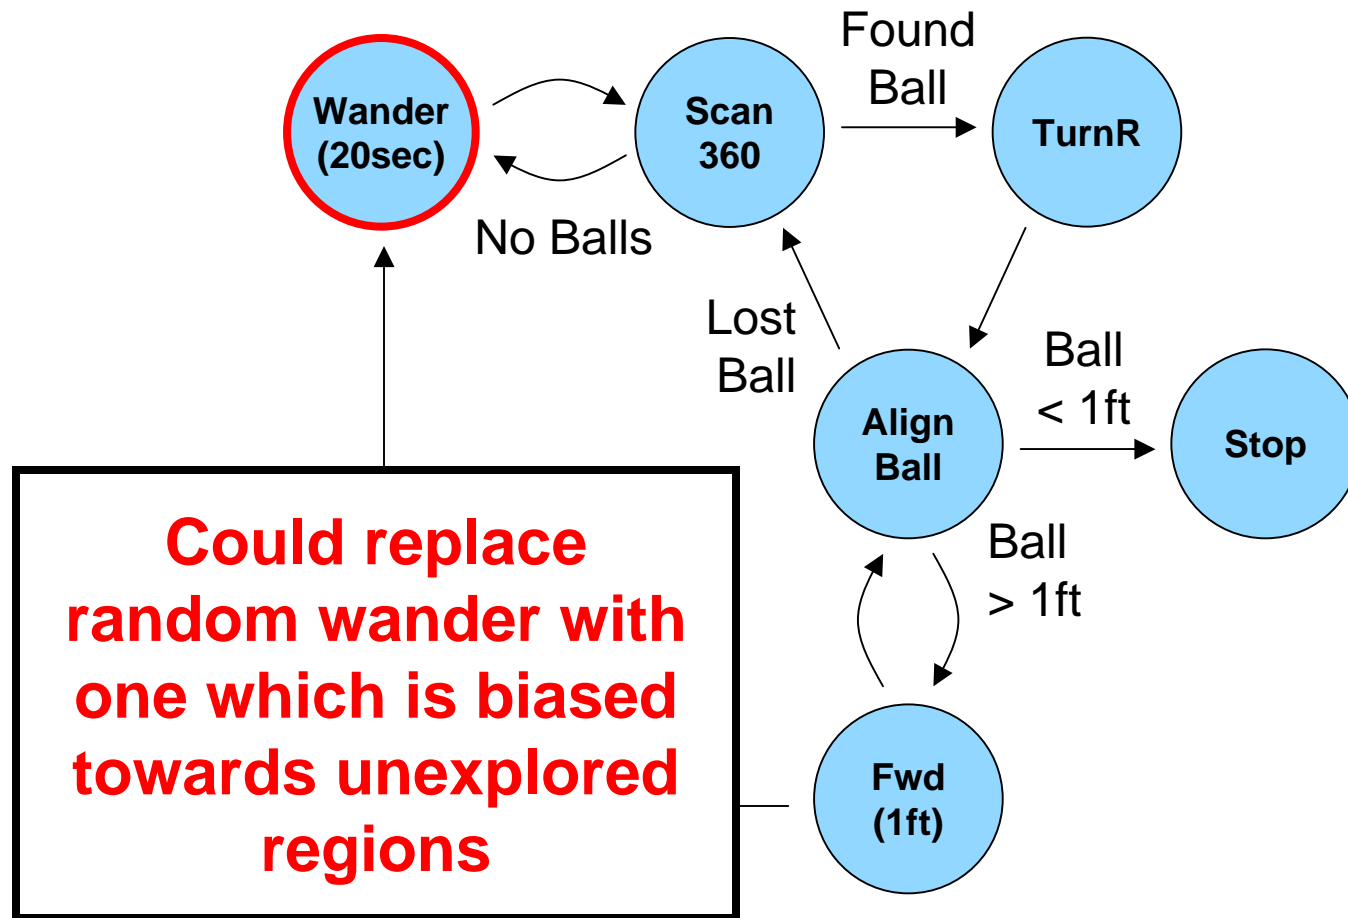 Wander
(20sec)
Scan
360
Found
Ball
TurnR
No Balls
Lost
Ball
Align
Ball
Ball
< 1ft
Stop
Ball
> 1ft
Fwd
(1ft)
Could replace
random wander with
one which is biased
towards unexplored
regions